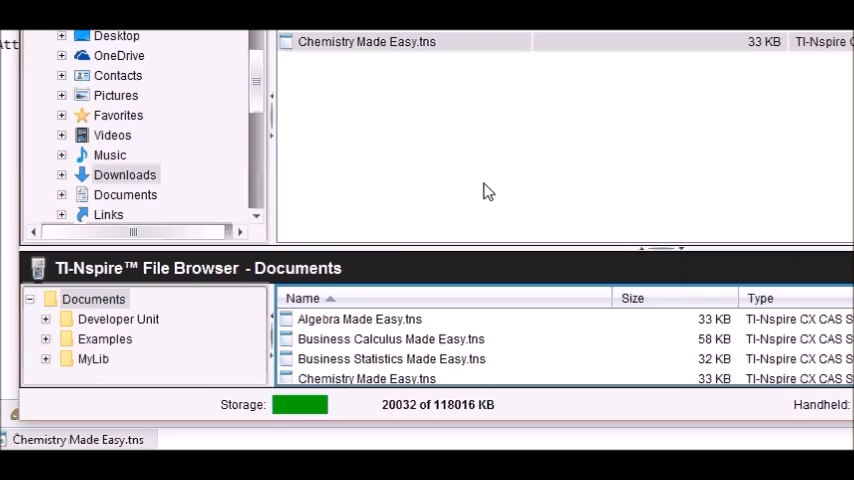 Att
Desktop
OneDrive
Contacts
Pictures
Favorites
Videos
Music
Downloads
Documents
Links
Chemistry Made Easy.tns 33 KB TI-Nspire C
TI-Nspire™ File Browser - Documents
Documents
Developer Unit
Examples
MyLib
Name Size Type
Algebra Made Easy.tns 33 KB TI-Nspire CX CAS S
Business Calculus Made Easy.tns 58 KB TI-Nspire CX CAS S
Business Statistics Made Easy.tns 32 KB TI-Nspire CX CAS S
Chemistry Made Easy.tns 33 KB TI-Nspire CX CAS S
Storage: 20032 of 118016 KB Handheld:
Chemistry Made Easy.tns